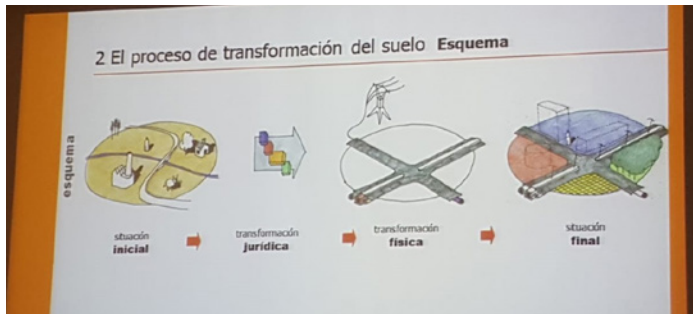 2 El proceso de transformación del suelo Esquema
esquema
situación
inicial
transformación
jurídica
transformación
física
situación
final